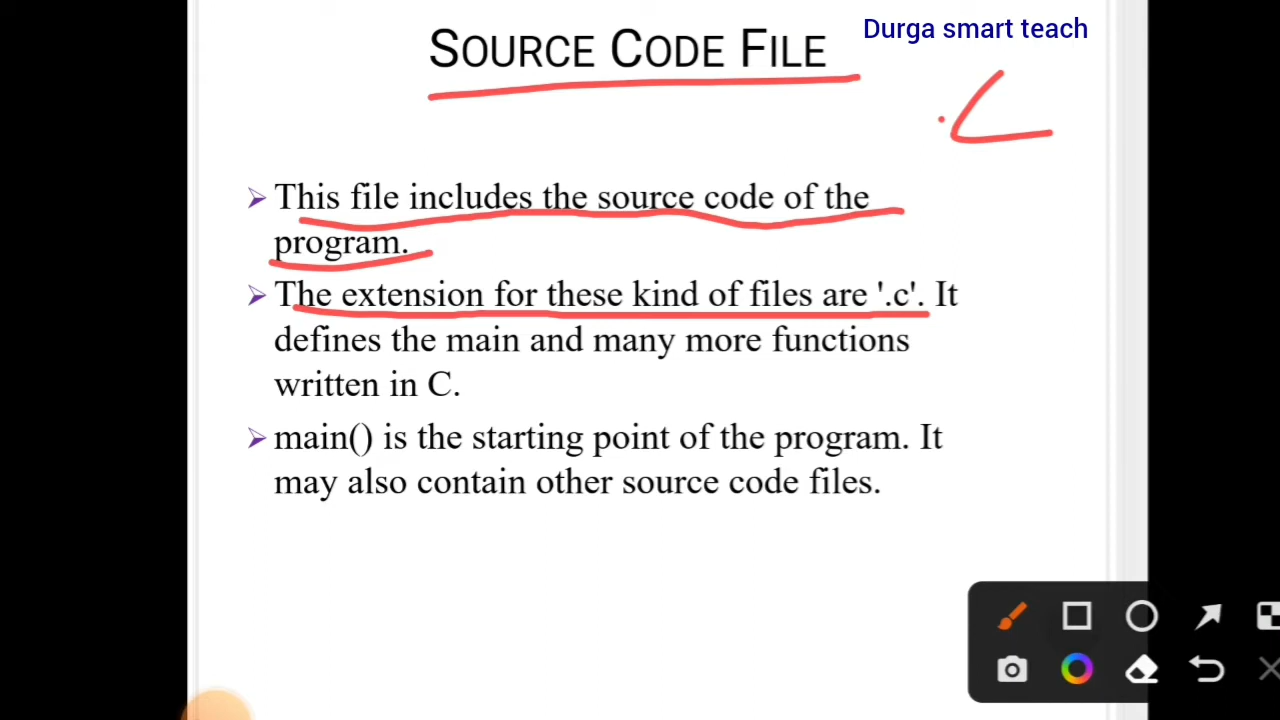 Durga smart teach
SOURCE CODE FILE
.C
This file includes the source code of the
program.
The extension for these kind of files are '.c'. It
defines the main and many more functions
written in C.
main() is the starting point of the program. It
may also contain other source code files.